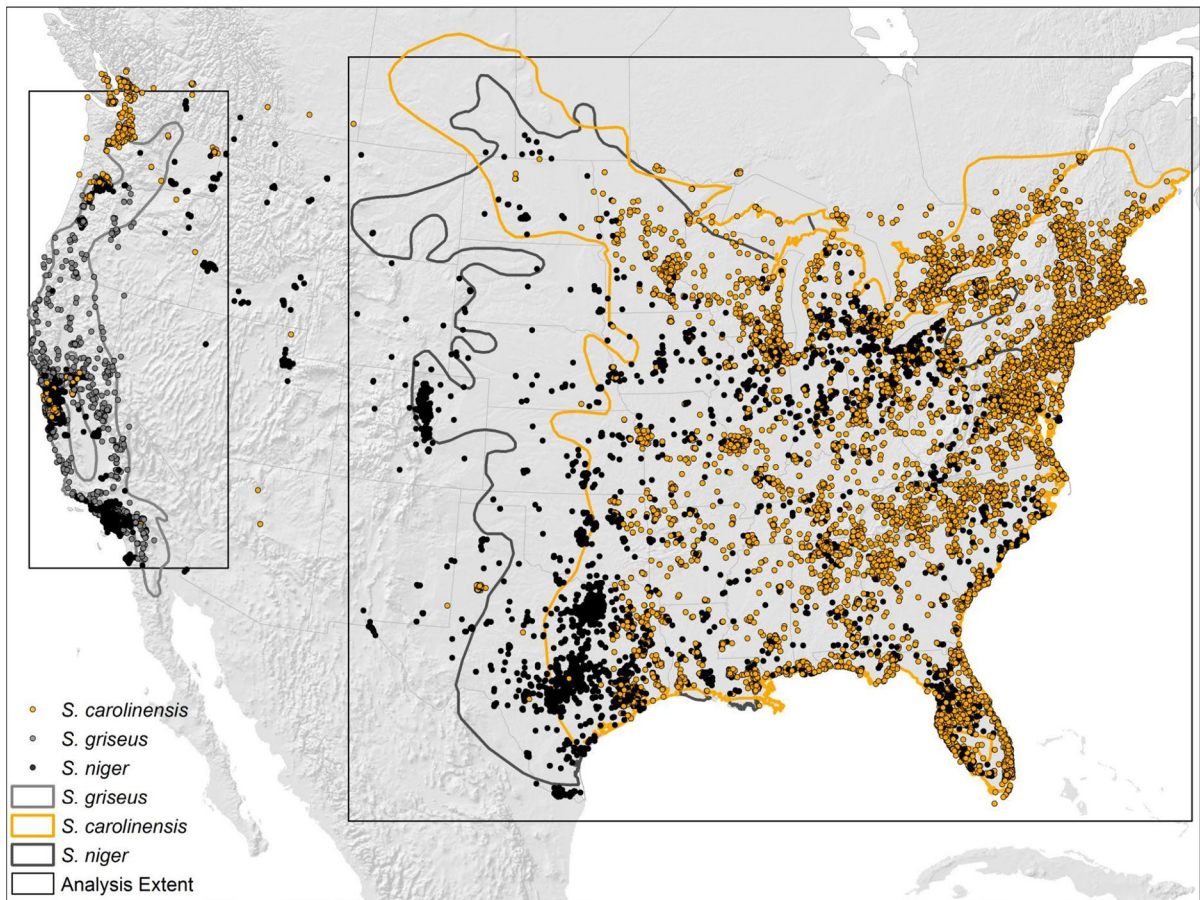 S. carolinensis
S. griseus
S. niger
S. griseus
S. carolinensis
S. niger
Analysis Extent